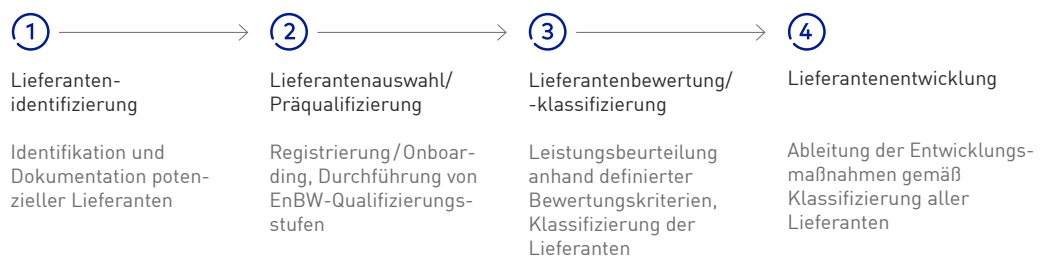 1
Lieferanten-
identifizierung
Identifikation und
Dokumentation poten-
zieller Lieferanten
2
Lieferantenauswahl/
Präqualifizierung
Registrierung/Onboar-
ding, Durchführung von
EnBW-Qualifizierungs-
stufen
3
Lieferantenbewertung/
-klassifizierung
Leistungsbeurteilung
anhand definierter
Bewertungskriterien,
Klassifizierung der
Lieferanten
4
Lieferantenentwicklung
Ableitung der Entwicklungs-
maßnahmen gemäß
Klassifizierung aller
Lieferanten